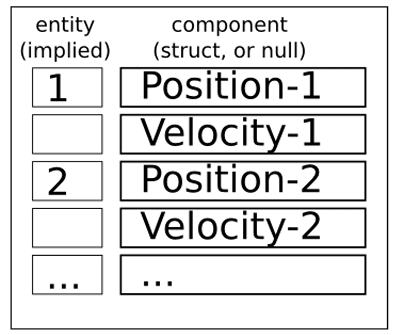 entity component
(implied) (struct, or null)
1 Position-1
Velocity-1
2 Position-2
Velocity-2
... ...